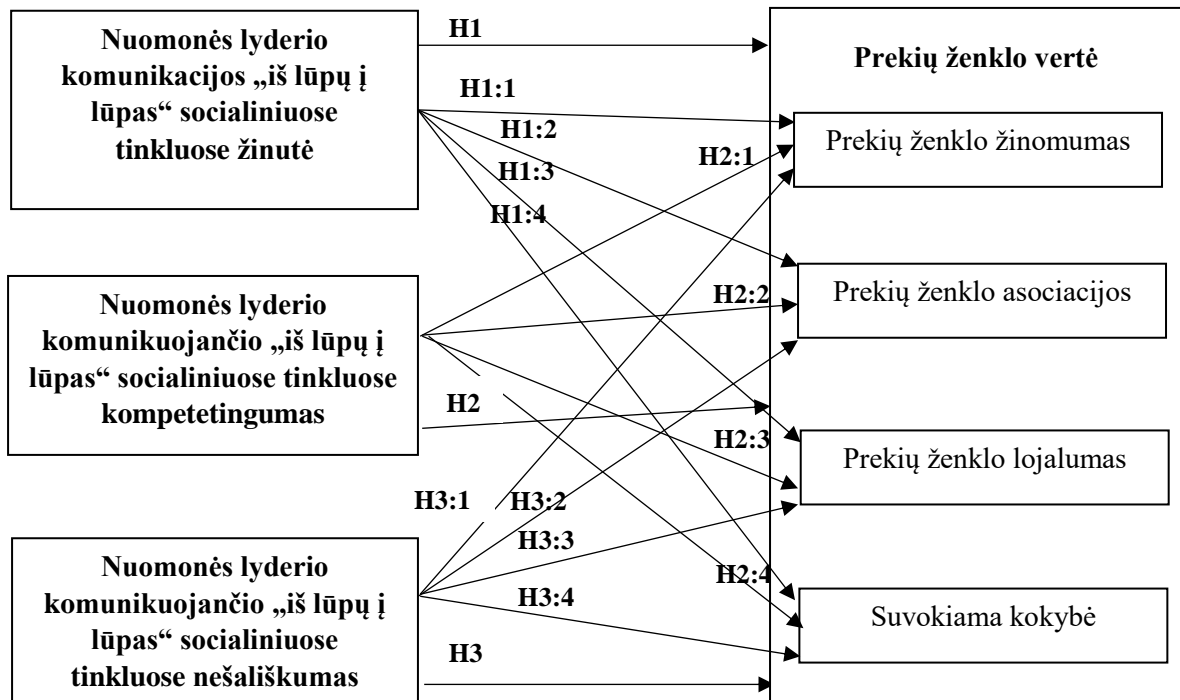 Nuomonės lyderio
komunikacijos „iš lūpų į
lūpas“ socialiniuose
tinkluose žinutė
H1
H1:1
H1:2
H1:3
H1:4
Nuomonės lyderio
komunikuojančio „iš lūpų į
lūpas“ socialiniuose tinkluose
kompetetingumas
H2:1
H2:2
H2
H2:3
H2:4
Nuomonės lyderio
komunikuojančio „iš lūpų į
lūpas“ socialiniuose
tinkluose nešališkumas
H3:1
H3:2
H3:3
H3:4
H3
Prekių ženklo vertė
Prekių ženklo žinomumas
Prekių ženklo asociacijos
Prekių ženklo lojalumas
Suvokiama kokybė